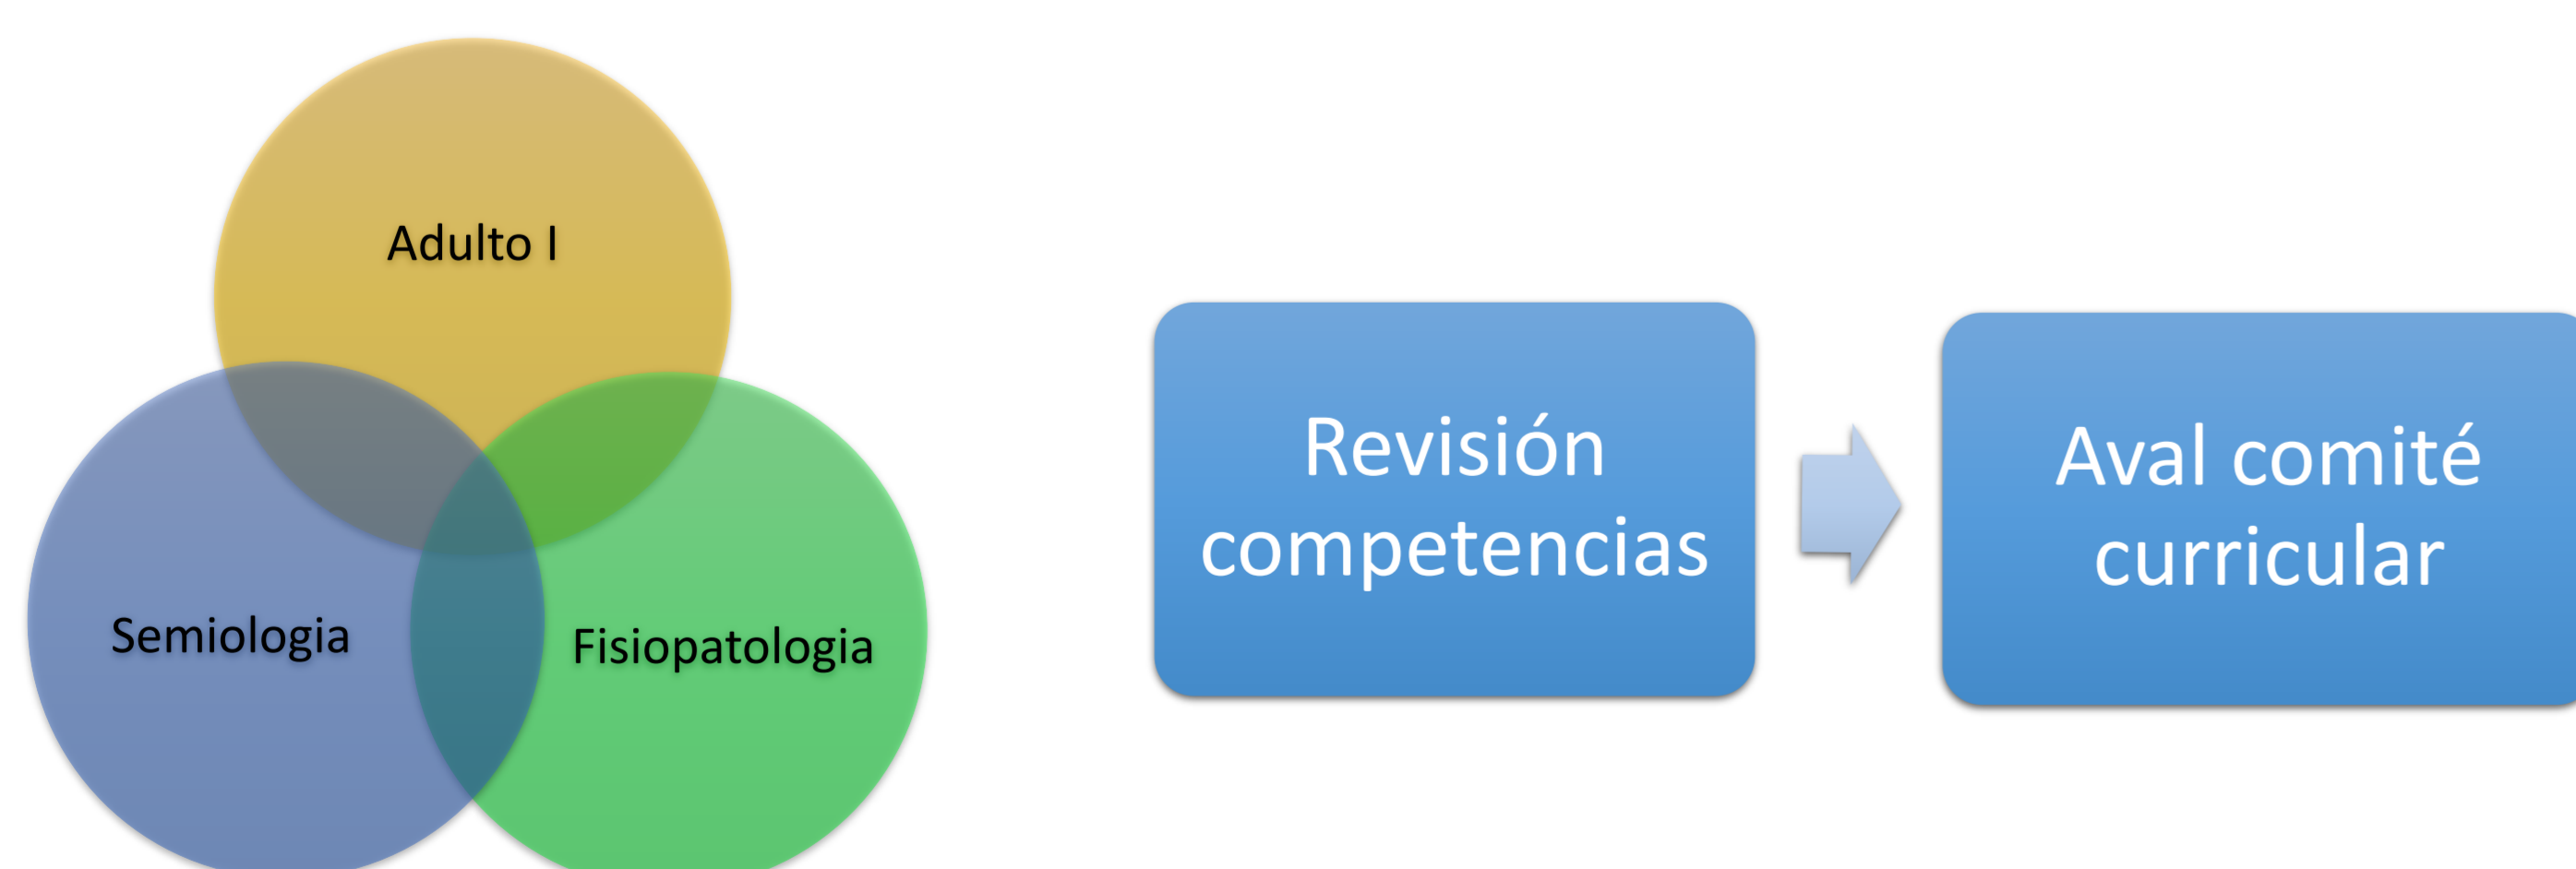 Adulto I
Semiologia
Fisiopatologia
Revisión
competencias
Aval comité
curricular